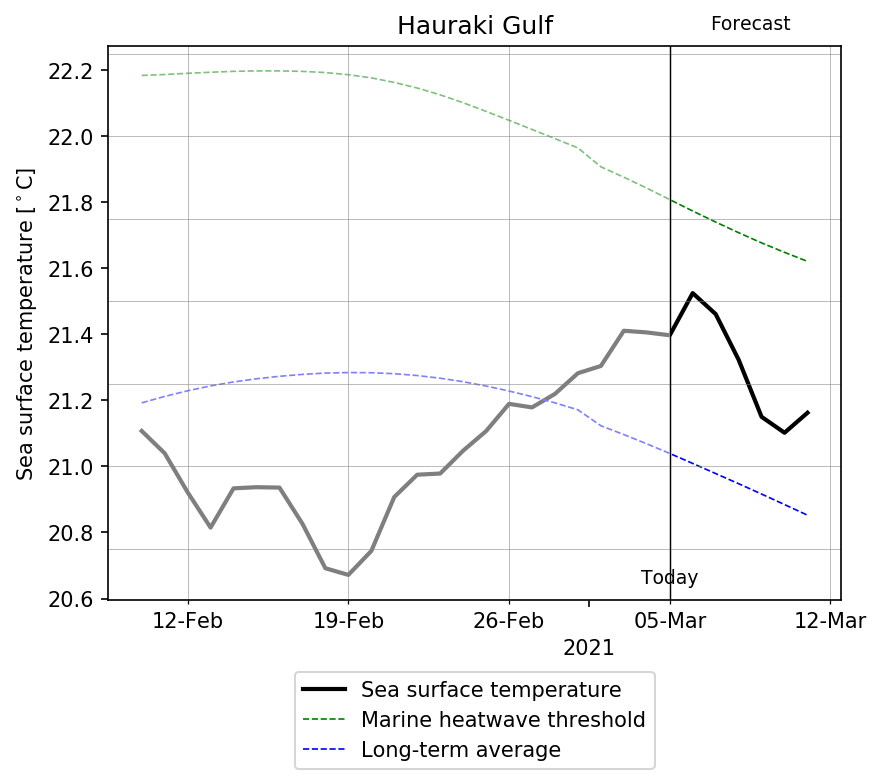 Hauraki Gulf
Forecast
Sea surface temperature [°C]
22.2
22.0
21.8
21.6
21.4
21.2
21.0
20.8
20.6
Today
12-Feb 19-Feb 26-Feb 05-Mar 12-Mar
2021
Sea surface temperature
Marine heatwave threshold
Long-term average